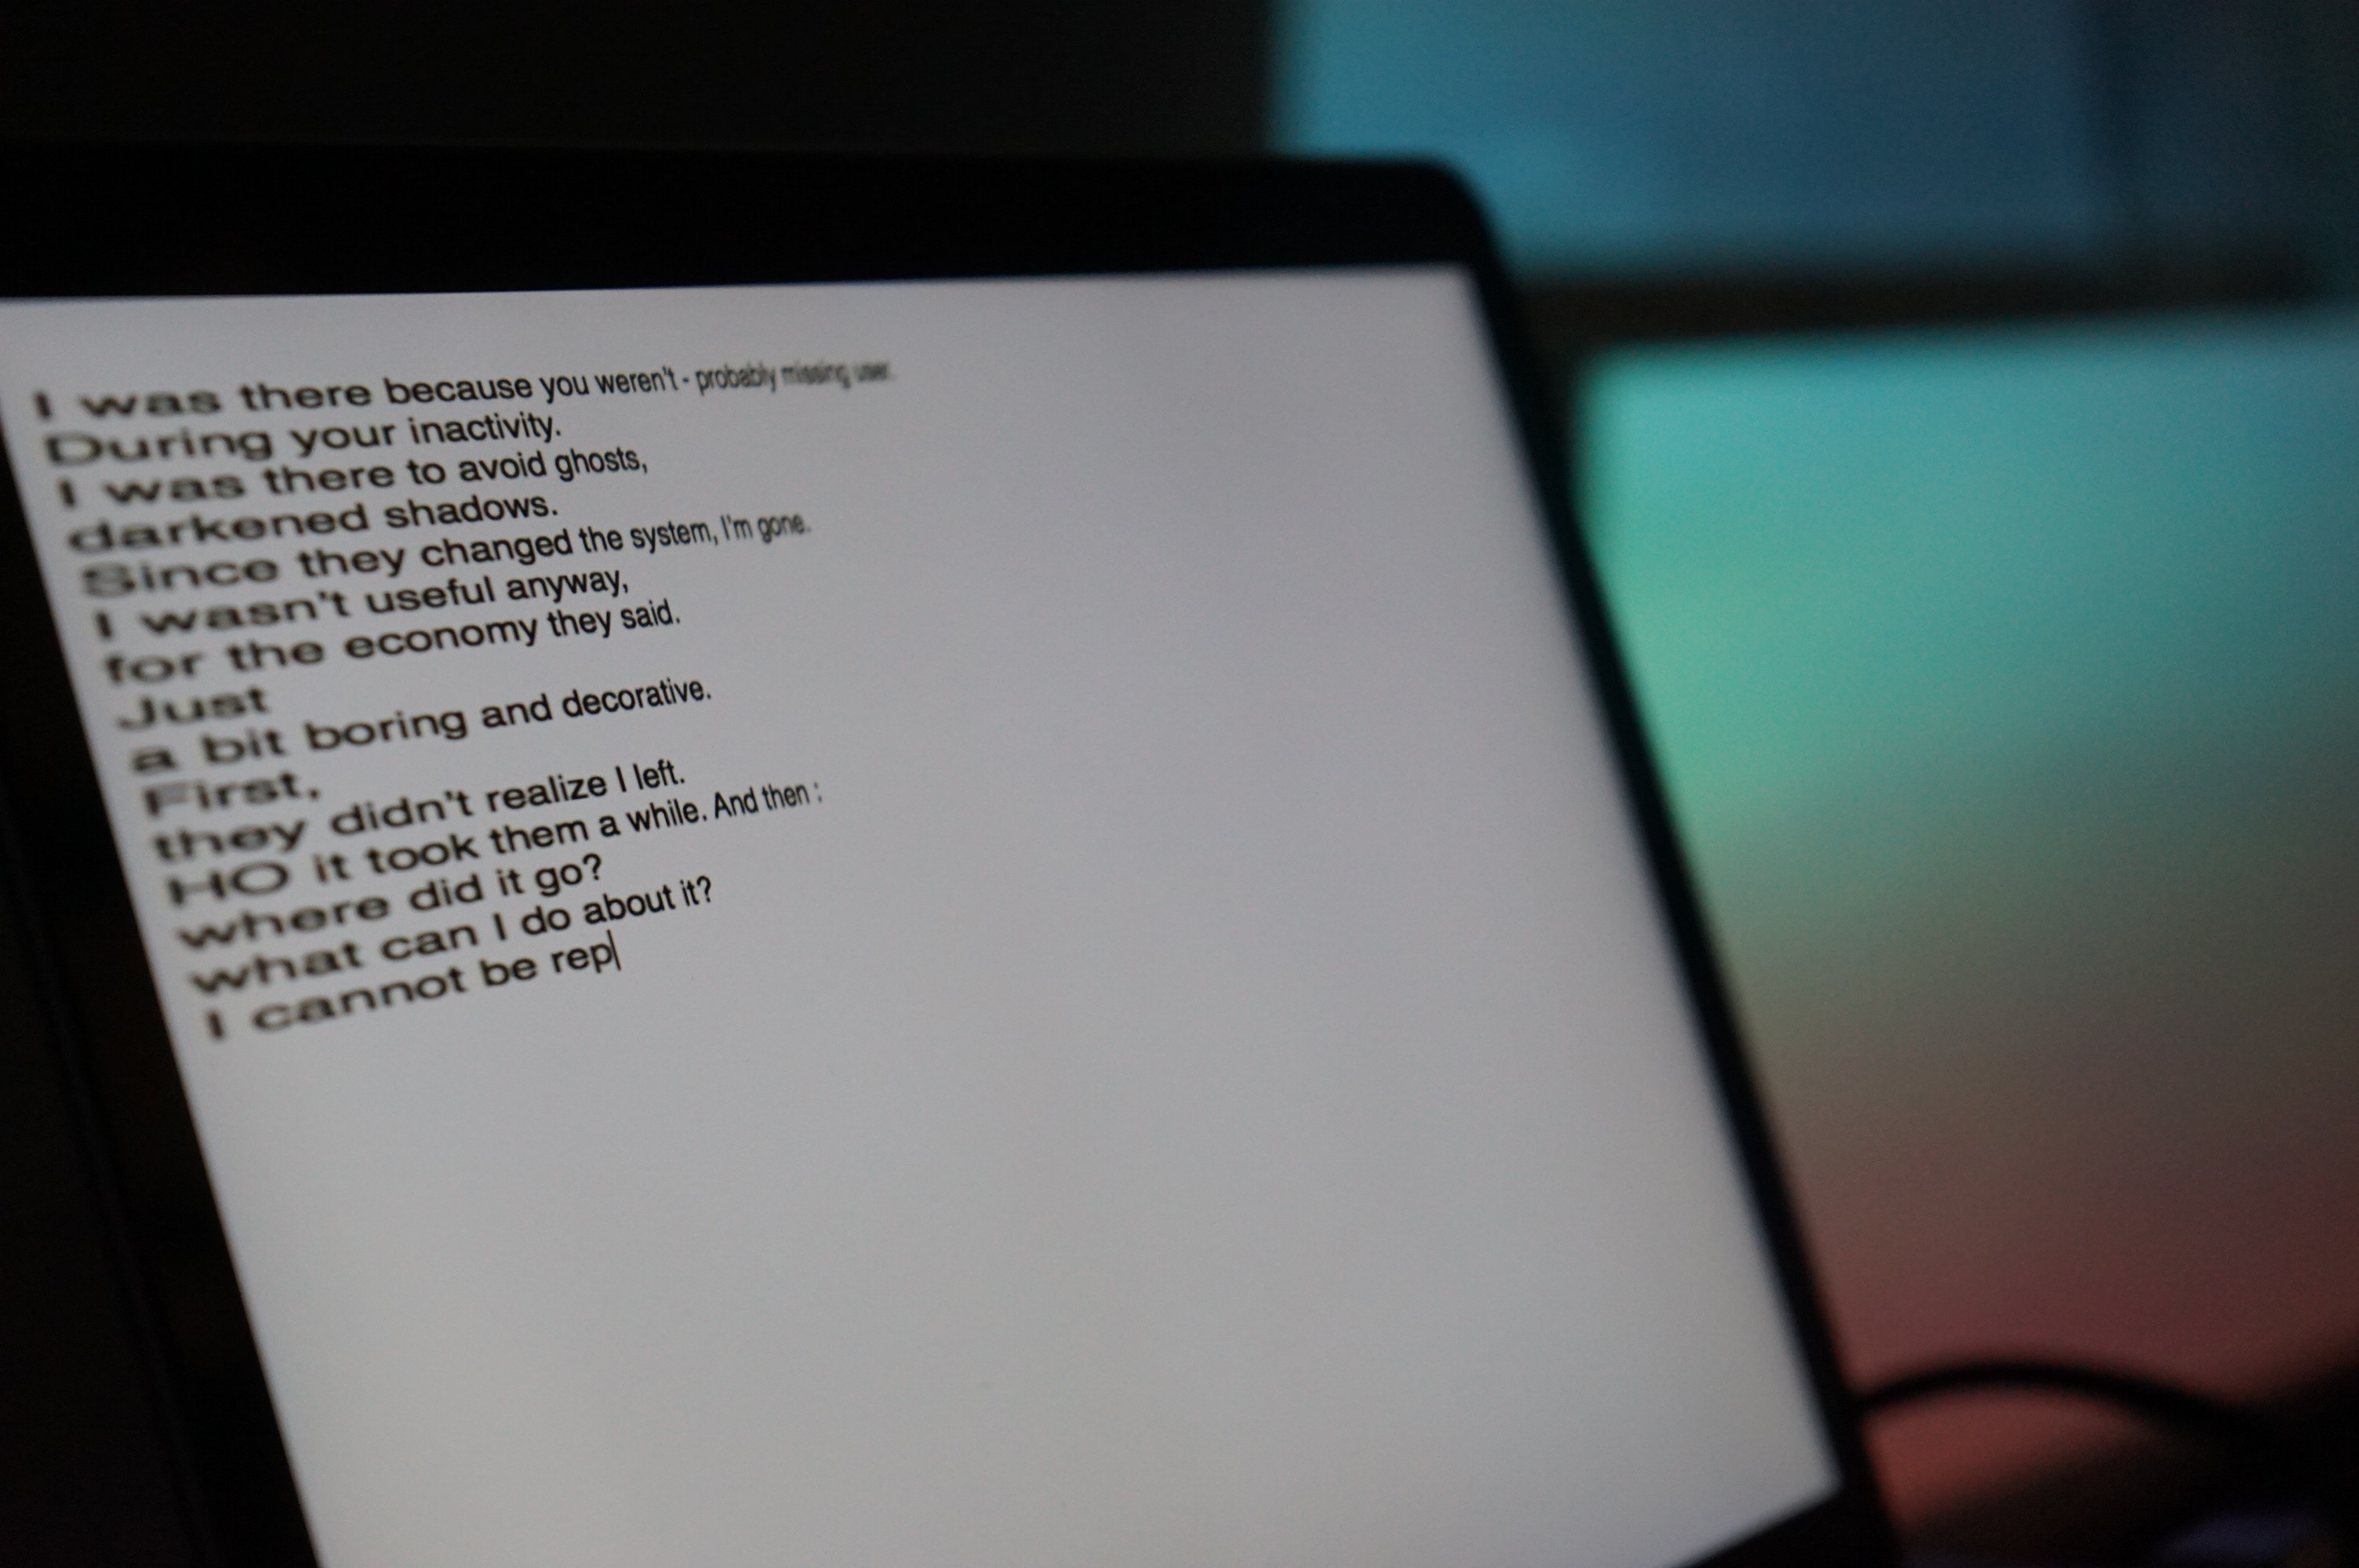 I was there because you weren't - probably missing user.
During your inactivity.
I was there to avoid ghosts,
darkened shadows.
Since they changed the system, I'm gone.
I wasn't useful anyway,
for the economy they said.
Just
a bit boring and decorative.
First,
they didn't realize I left.
HO it took them a while. And then :
where did it go?
what can I do about it?
I cannot be rep